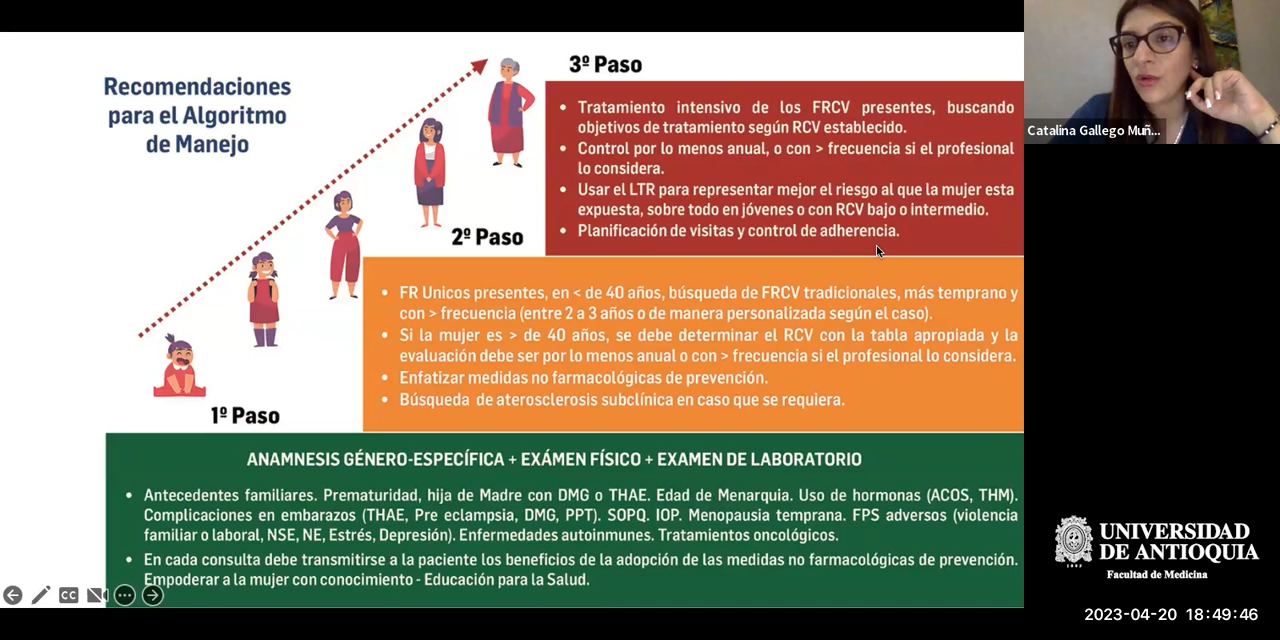 Recomendaciones
para el Algoritmo
de Manejo
3º Paso
• Tratamiento intensivo de los FRCV presentes, buscando
objetivos de tratamiento según RCV establecido.
• Control por lo menos anual, o con > frecuencia si el profesional
lo considera.
• Usar el LTR para representar mejor el riesgo al que la mujer esta
expuesta, sobre todo en jóvenes o con RCV bajo o intermedio.
• Planificación de visitas y control de adherencia.
2º Paso
• FR Unicos presentes, en < de 40 años, búsqueda de FRCV tradicionales, más temprano y
con > frecuencia (entre 2 a 3 años o de manera personalizada según el caso).
• Si la mujer es > de 40 años, se debe determinar el RCV con la tabla apropiada y la
evaluación debe ser por lo menos anual o con > frecuencia si el profesional lo considera.
• Enfatizar medidas no farmacológicas de prevención.
• Búsqueda de aterosclerosis subclínica en caso que se requiera.
1º Paso
ANAMNESIS GÉNERO-ESPECÍFICA + EXÁMEN FÍSICO + EXAMEN DE LABORATORIO
• Antecedentes familiares. Prematuridad, hija de Madre con DMG o THAE. Edad de Menarquia. Uso de hormonas (ACOS, THM).
Complicaciones en embarazos (THAE, Pre eclampsia, DMG, PPT). SOPQ. IOP. Menopausia temprana. FPS adversos (violencia
familiar o laboral, NSE, NE, Estrés, Depresión). Enfermedades autoinmunes. Tratamientos oncológicos.
• En cada consulta debe transmitirse a la paciente los beneficios de la adopción de las medidas no farmacológicas de prevención.
Empoderar a la mujer con conocimiento - Educación para la Salud.
CC
Catalina Gallego Muñ...
UNIVERSIDAD
DE ANTIOQUIA
Facultad de Medicina
2023-04-20 18:49:46